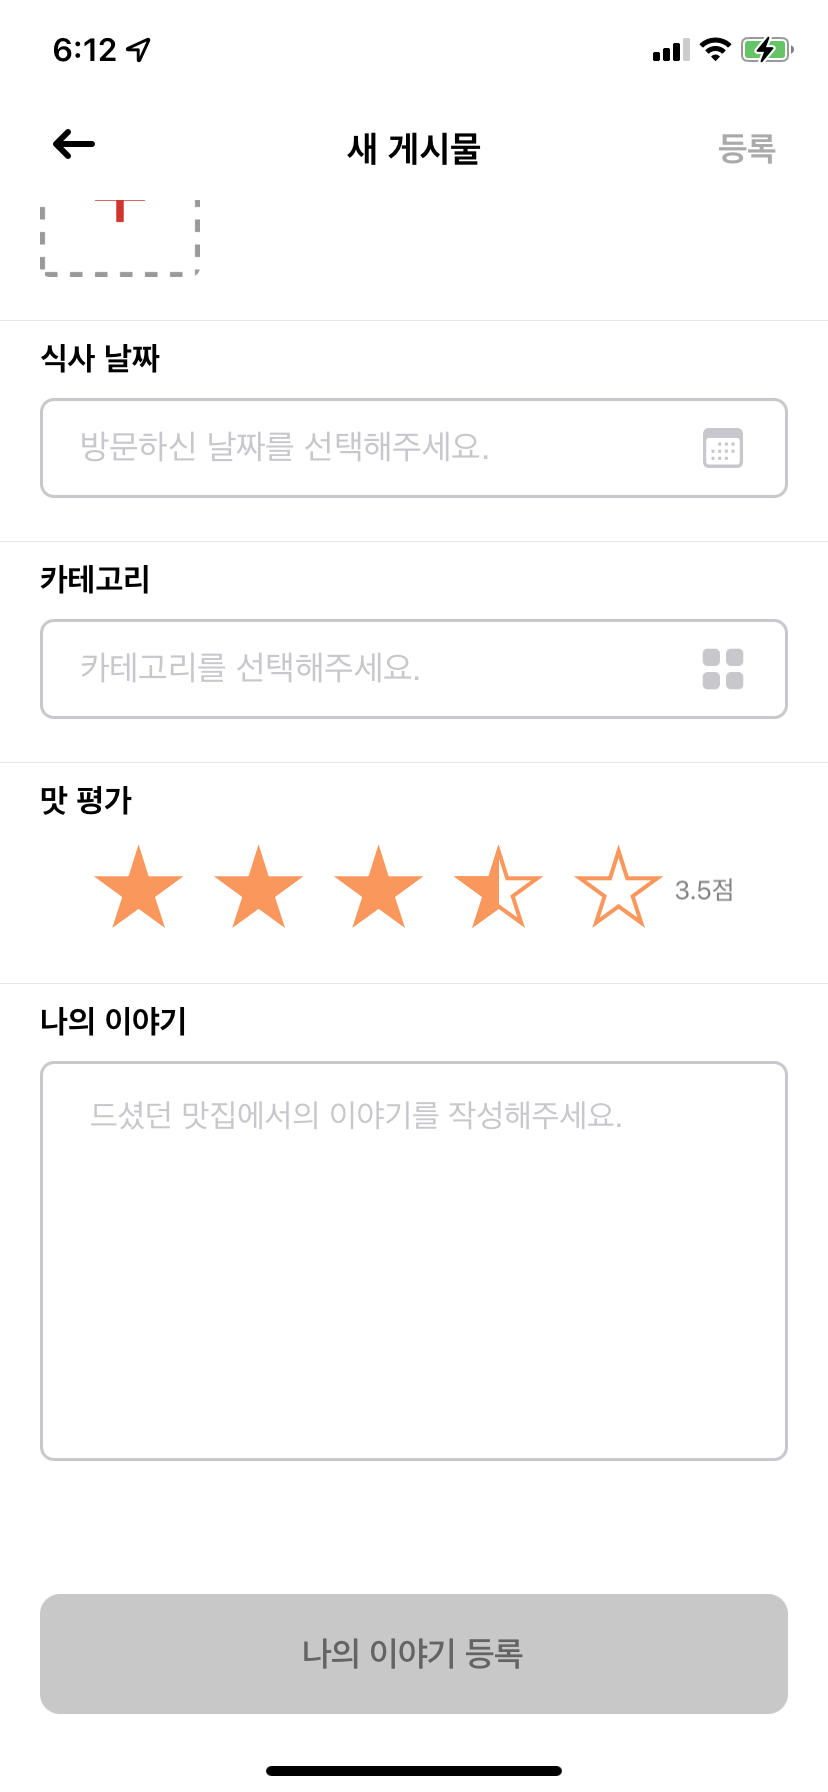 6:12
새 게시물
등록
식사 날짜
방문하신 날짜를 선택해주세요.
카테고리
카테고리를 선택해주세요.
맛 평가
3.5점
나의 이야기
드셨던 맛집에서의 이야기를 작성해주세요.
나의 이야기 등록